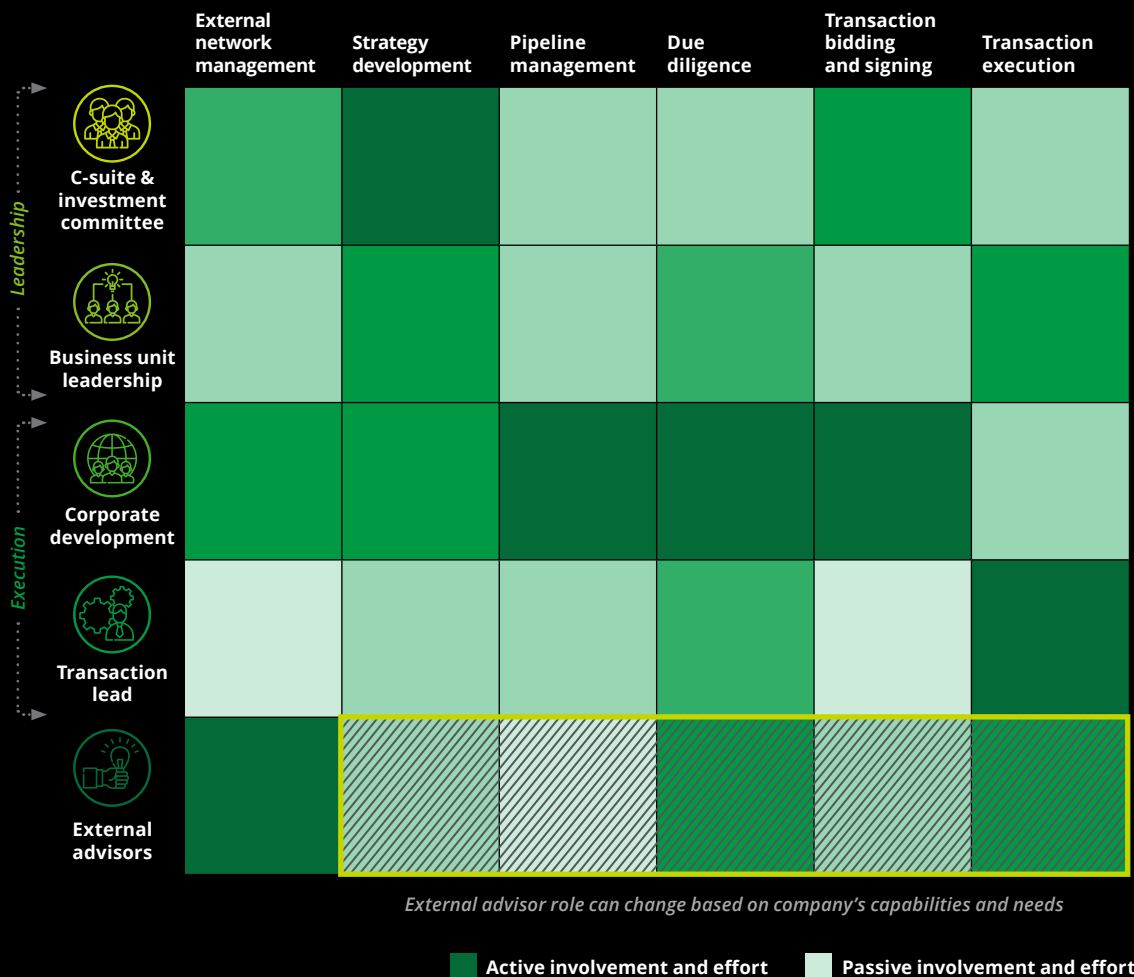 External
network
management
Strategy
development
Pipeline
management
Due
diligence
Transaction
bidding
and signing
Transaction
execution
Leadership
C-suite &
investment
committee
Business unit
leadership
Execution
Corporate
development
Transaction
lead
External
advisors
External advisor role can change based on company’s capabilities and needs
Active involvement and effort
Passive involvement and effort